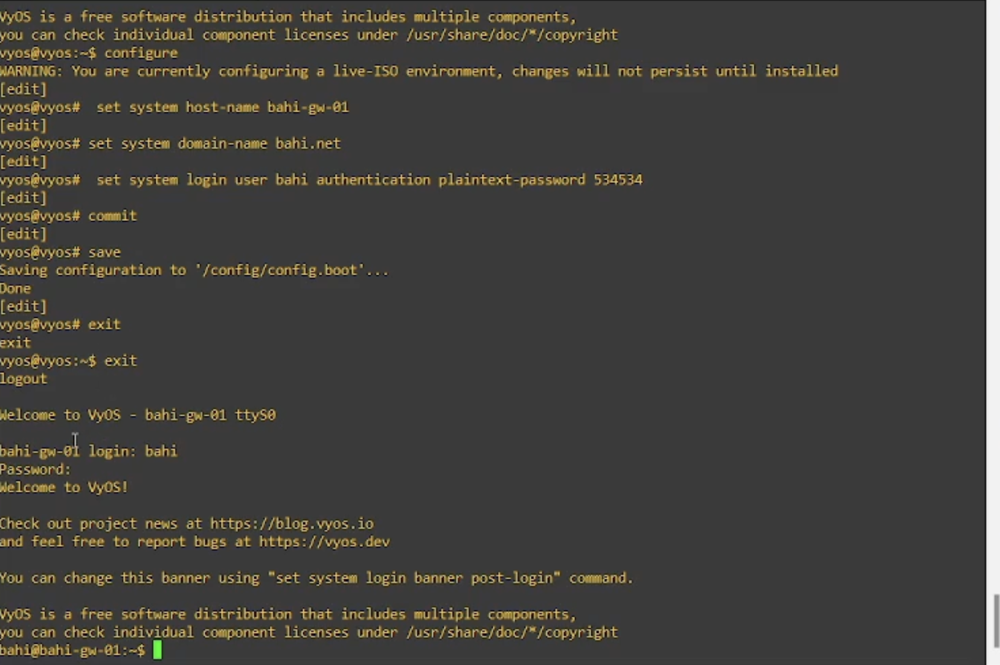 VyOS is a free software distribution that includes multiple components,
you can check individual component licenses under /usr/share/doc/*/copyright
vyos@vyos:~$ configure
WARNING: You are currently configuring a live-ISO environment, changes will not persist until installed
[edit]
vyos@vyos#  set system host-name bahi-gw-01
[edit]
vyos@vyos# set system domain-name bahi.net
[edit]
vyos@vyos#  set system login user bahi authentication plaintext-password 534534
[edit]
vyos@vyos# commit
[edit]
vyos@vyos# save
Saving configuration to '/config/config.boot'...
Done
[edit]
vyos@vyos# exit
exit
vyos@vyos:~$ exit
logout
Welcome to VyOS - bahi-gw-01 ttyS0
bahi-gw-01 login: bahi
Password:
Welcome to VyOS!
Check out project news at https://blog.vyos.io
and feel free to report bugs at https://vyos.dev
You can change this banner using "set system login banner post-login" command.
VyOS is a free software distribution that includes multiple components,
you can check individual component licenses under /usr/share/doc/*/copyright
bahi@bahi-gw-01:~$